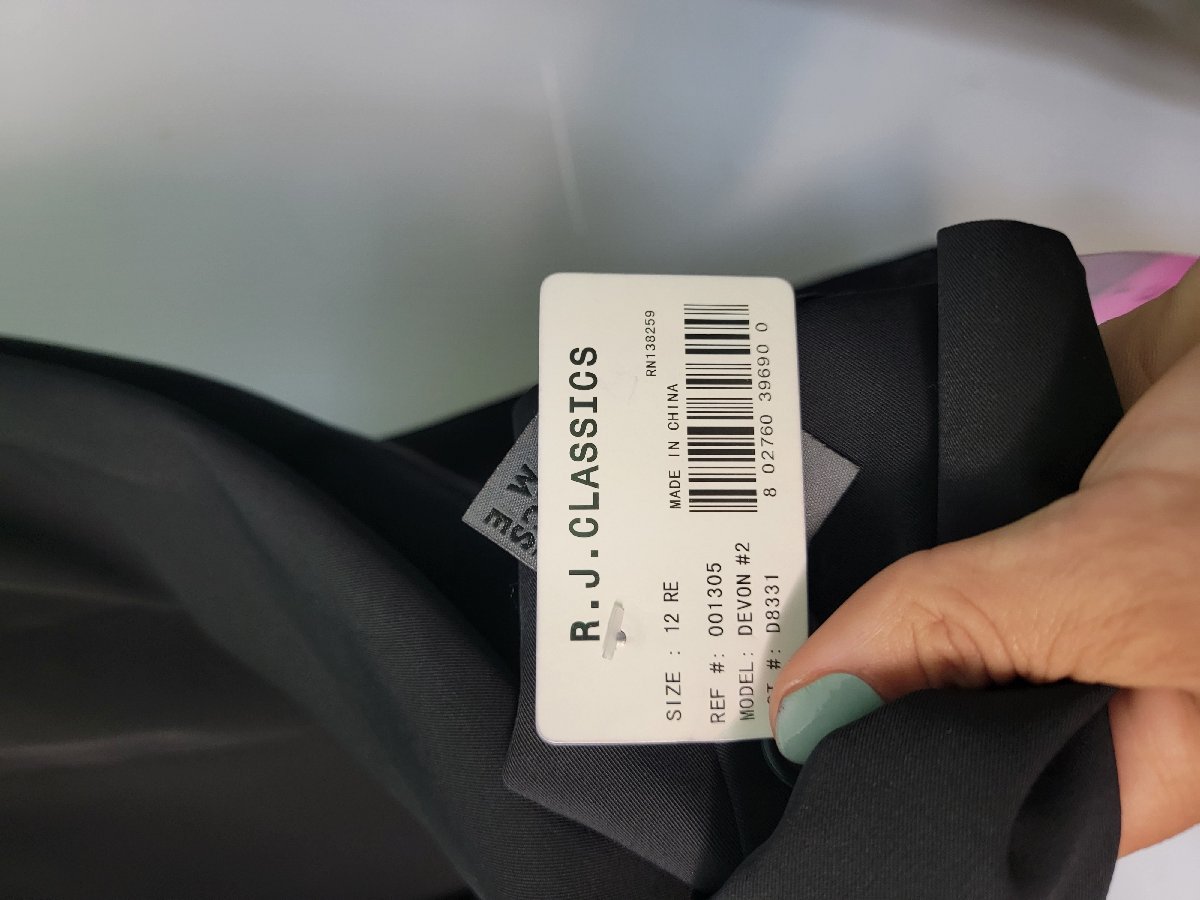 R.J.CLASSICS
RN138259
SIZE : 12 RE
MADE IN CHINA
REF #: 001305
MODEL: DEVON #2
#: D8331
8 02760 39690 0